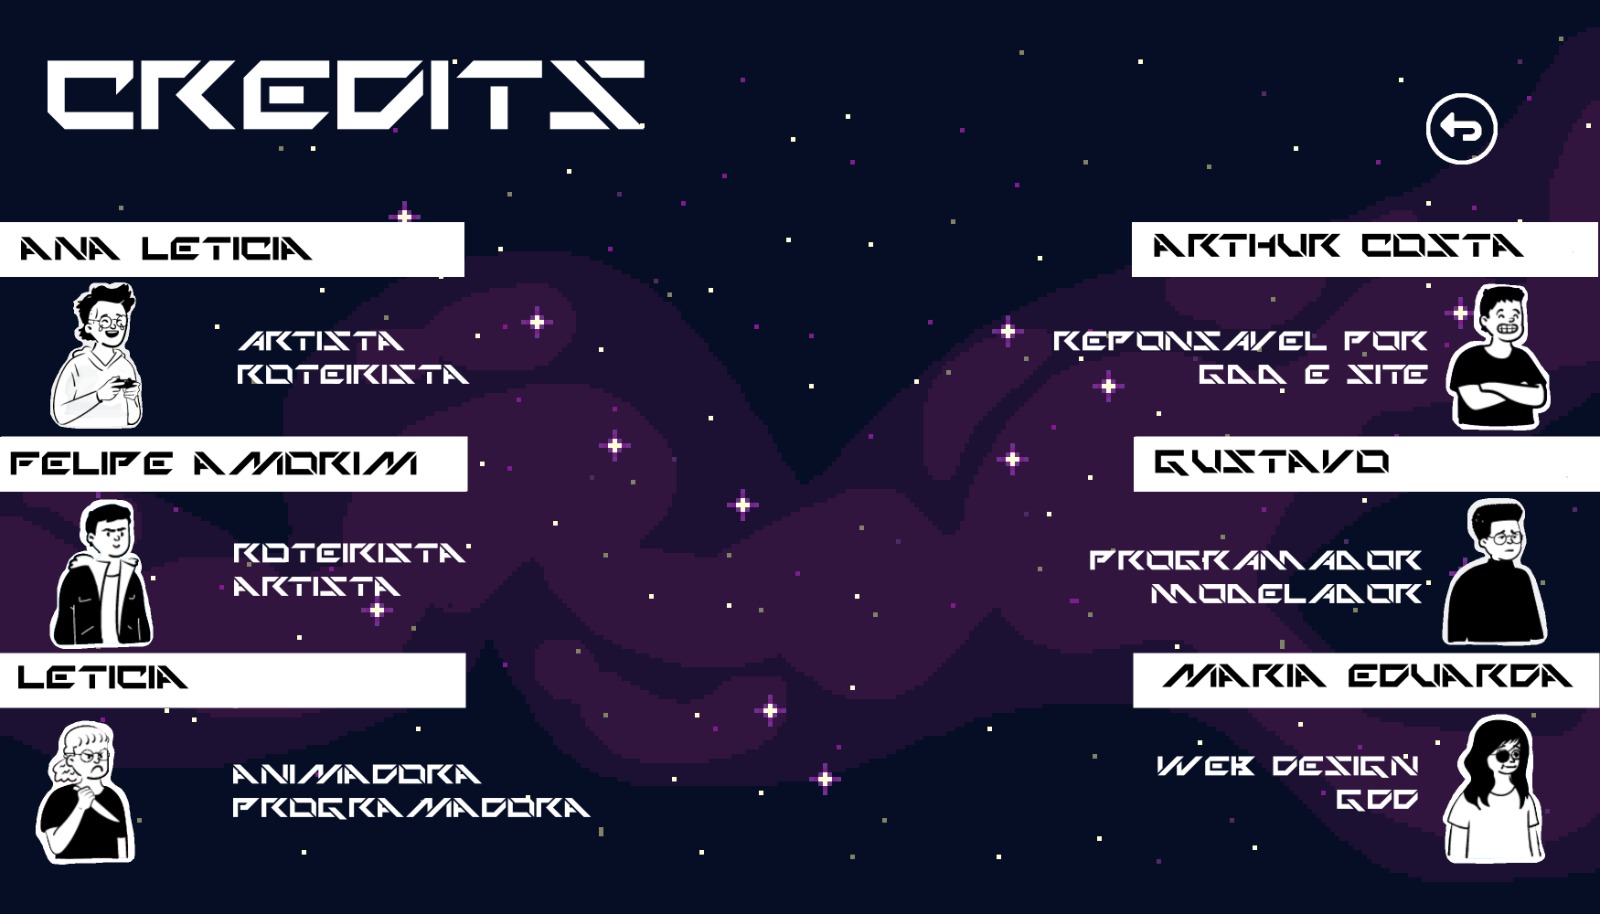 CREDITS
ANA LETICIA
ARTISTA
ROTEIRISTA
FELIPE AMORIM
ROTEIRISTA
ARTISTA
LETICIA
ANIMADORA
PROGRAMADORA
ARTHUR COSTA
REPONSAVEL POR
GDD E SITE
GUSTAVO
PROGRAMADOR
MODELADOR
MARIA EDUARDA
WEB DESIGN
GDD